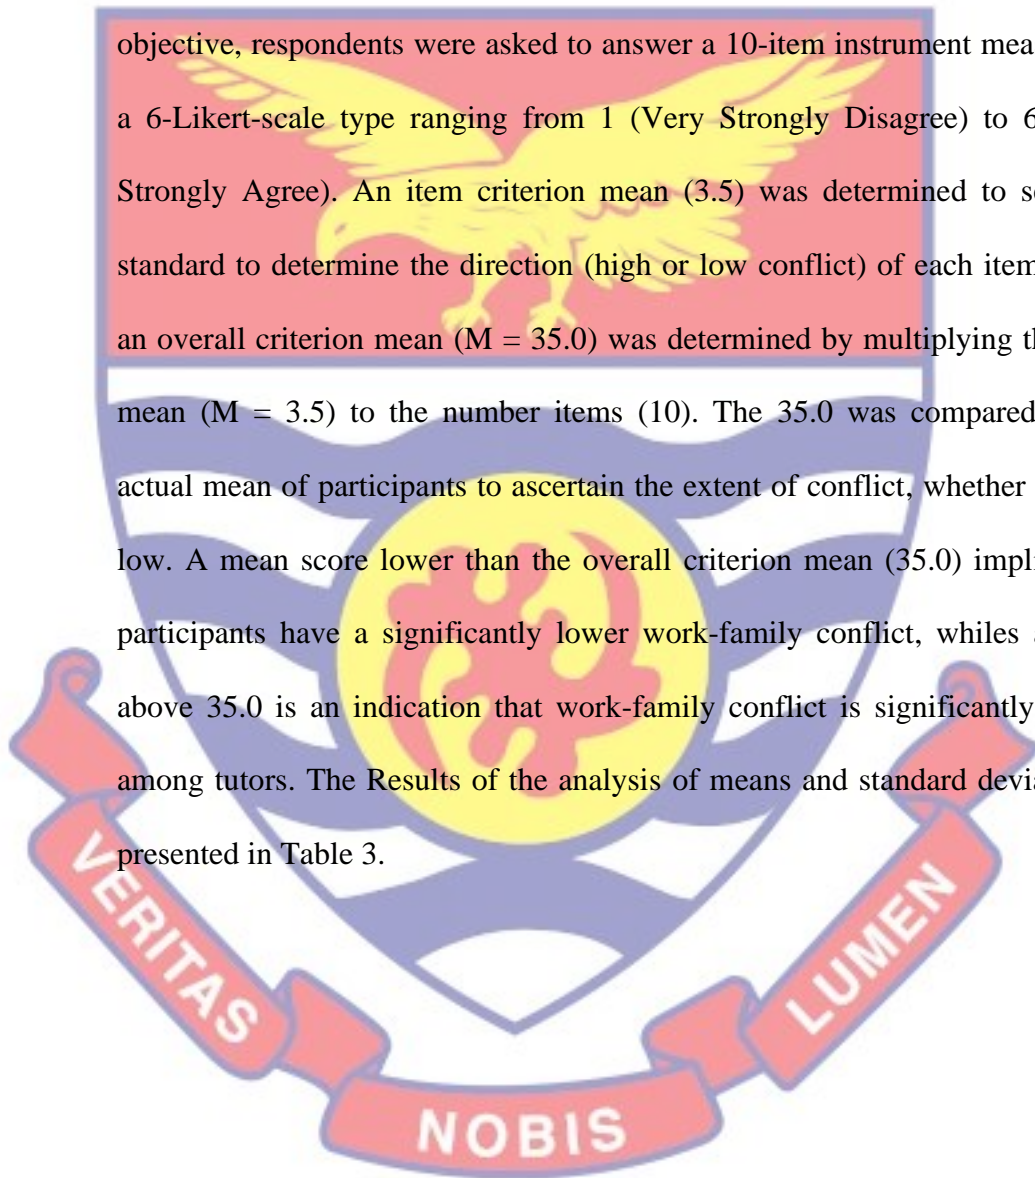 objective, respondents were asked to answer a 10-item instrument mea
a 6-Likert-scale type ranging from 1 (Very Strongly Disagree) to 6
Strongly Agree). An item criterion mean (3.5) was determined to s
standard to determine the direction (high or low conflict) of each item
an overall criterion mean (M = 35.0) was determined by multiplying th
mean (M = 3.5) to the number items (10). The 35.0 was compared
actual mean of participants to ascertain the extent of conflict, whether
low. A mean score lower than the overall criterion mean (35.0) impli
participants have a significantly lower work-family conflict, whiles a
above 35.0 is an indication that work-family conflict is significantly
among tutors. The Results of the analysis of means and standard devia
presented in Table 3.
VERITAS
NOBIS
LUMEN